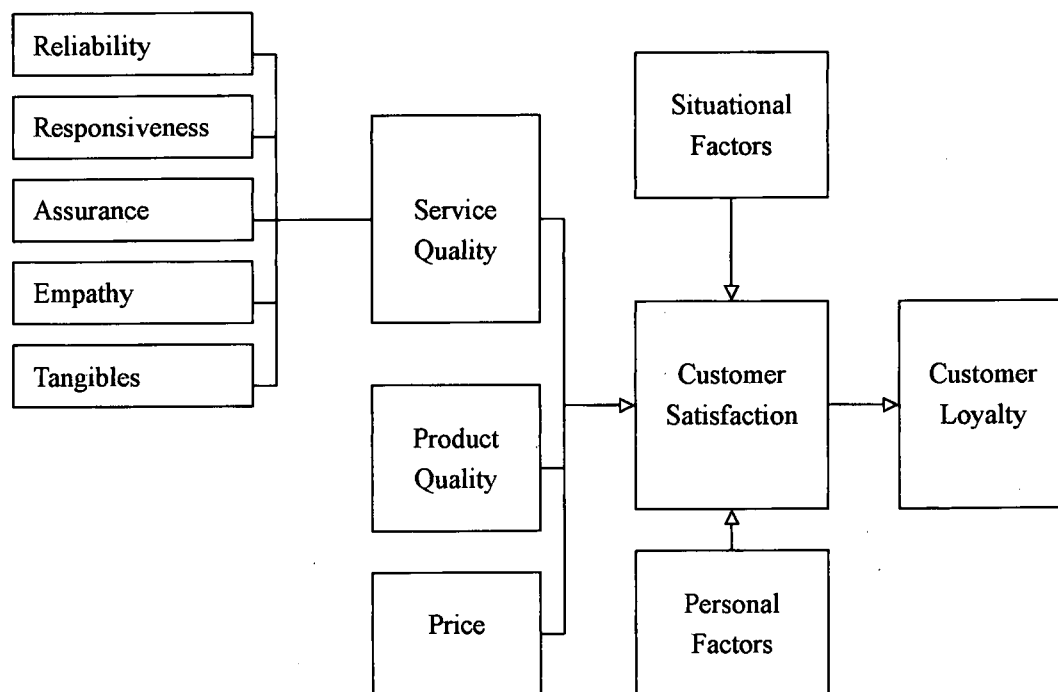 Reliability
Responsiveness
Assurance
Empathy
Tangibles
Service
Quality
Product
Quality
Price
Situational
Factors
Customer
Satisfaction
Personal
Factors
Customer
Loyalty